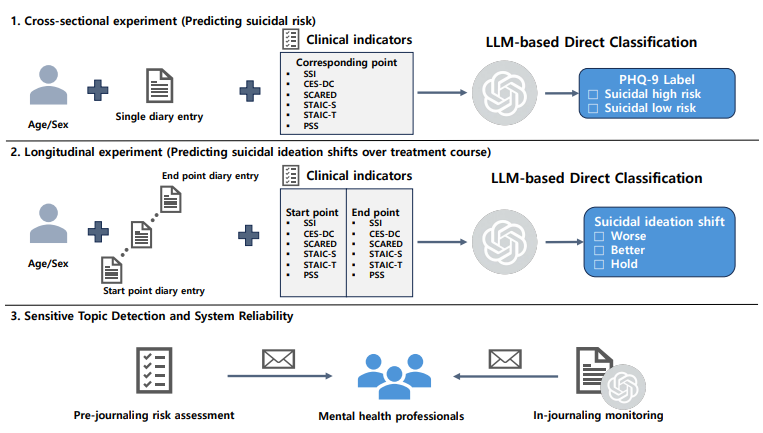 1. Cross-sectional experiment (Predicting suicidal risk)
Clinical indicators
LLM-based Direct Classification
Corresponding point
▪ SSI
▪ CES-DC
▪ SCARED
▪ STAIC-S
▪ STAIC-T
▪ PSS
PHQ-9 Label
☐ Suicidal high risk
☐ Suicidal low risk
Age/Sex
Single diary entry
2. Longitudinal experiment (Predicting suicidal ideation shifts over treatment course)
End point diary entry
Clinical indicators
LLM-based Direct Classification
Start point
▪ SSI
▪ CES-DC
▪ SCARED
▪ STAIC-S
▪ STAIC-T
▪ PSS
End point
▪ SSI
▪ CES-DC
▪ SCARED
▪ STAIC-S
▪ STAIC-T
▪ PSS
Suicidal ideation shift
☐ Worse
☐ Better
☐ Hold
Age/Sex
Start point diary entry
3. Sensitive Topic Detection and System Reliability
Pre-journaling risk assessment
Mental health professionals
In-journaling monitoring